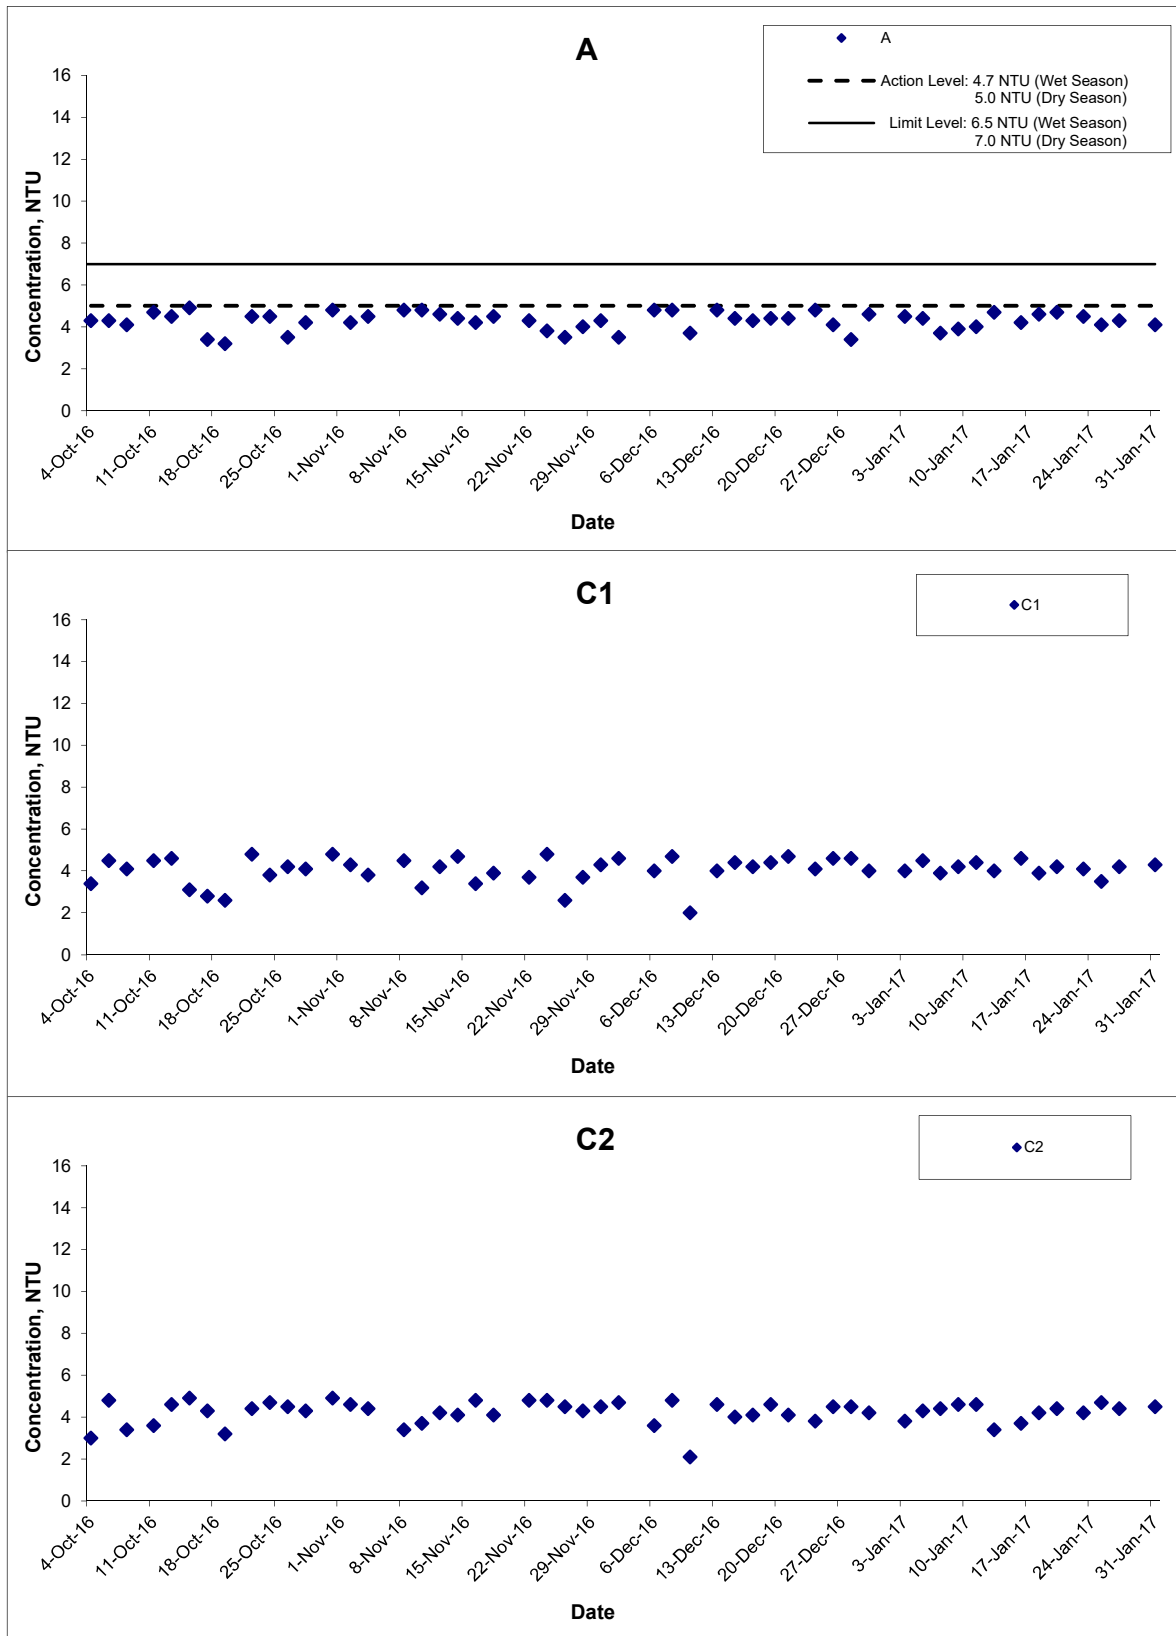 A
A
Action Level: 4.7 NTU (Wet Season)
5.0 NTU (Dry Season)
Limit Level: 6.5 NTU (Wet Season)
7.0 NTU (Dry Season)
Concentration, NTU
16
14
12
10
8
6
4
2
0
4-Oct-16
11-Oct-16
18-Oct-16
25-Oct-16
1-Nov-16
8-Nov-16
15-Nov-16
22-Nov-16
29-Nov-16
6-Dec-16
13-Dec-16
20-Dec-16
27-Dec-16
3-Jan-17
10-Jan-17
17-Jan-17
24-Jan-17
31-Jan-17
Date
C1
C1
Concentration, NTU
16
14
12
10
8
6
4
2
0
4-Oct-16
11-Oct-16
18-Oct-16
25-Oct-16
1-Nov-16
8-Nov-16
15-Nov-16
22-Nov-16
29-Nov-16
6-Dec-16
13-Dec-16
20-Dec-16
27-Dec-16
3-Jan-17
10-Jan-17
17-Jan-17
24-Jan-17
31-Jan-17
Date
C2
C2
Concentration, NTU
16
14
12
10
8
6
4
2
0
4-Oct-16
11-Oct-16
18-Oct-16
25-Oct-16
1-Nov-16
8-Nov-16
15-Nov-16
22-Nov-16
29-Nov-16
6-Dec-16
13-Dec-16
20-Dec-16
27-Dec-16
3-Jan-17
10-Jan-17
17-Jan-17
24-Jan-17
31-Jan-17
Date